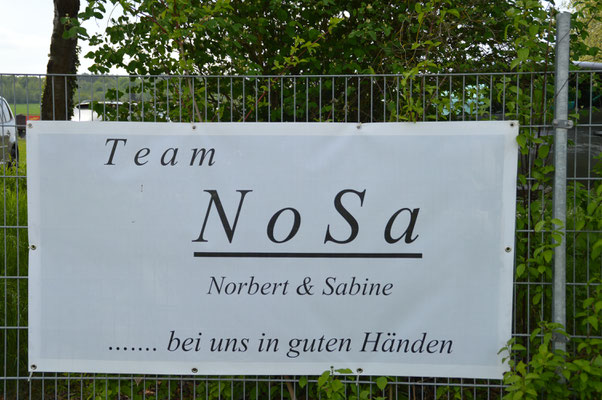 Team
NoSa
Norbert & Sabine
....... bei uns in guten Händen